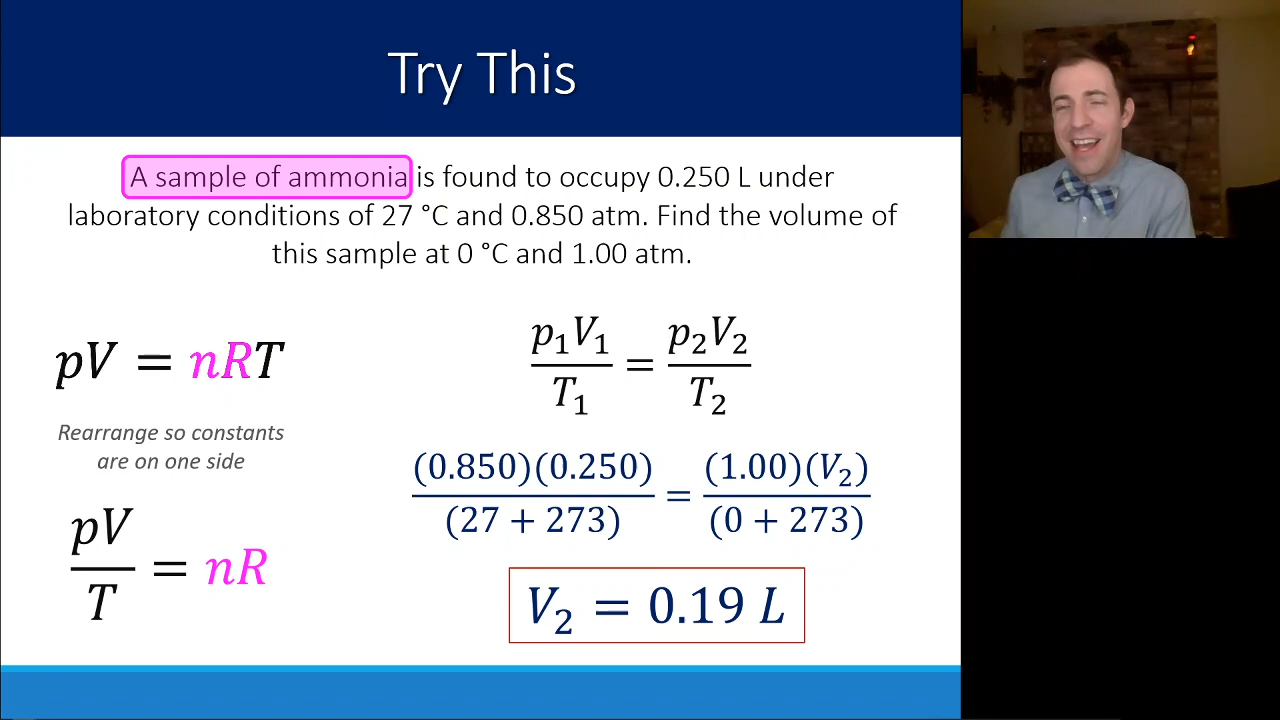 Try This
A sample of ammonia is found to occupy 0.250 L under
laboratory conditions of 27 °C and 0.850 atm. Find the volume of
this sample at 0 °C and 1.00 atm.
pV = nRT
Rearrange so constants
are on one side
pV/T = nR
p₁V₁/T₁ = p₂V₂/T₂
(0.850)(0.250)/(27 + 273) = (1.00)(V₂)/(0 + 273)
V₂ = 0.19 L